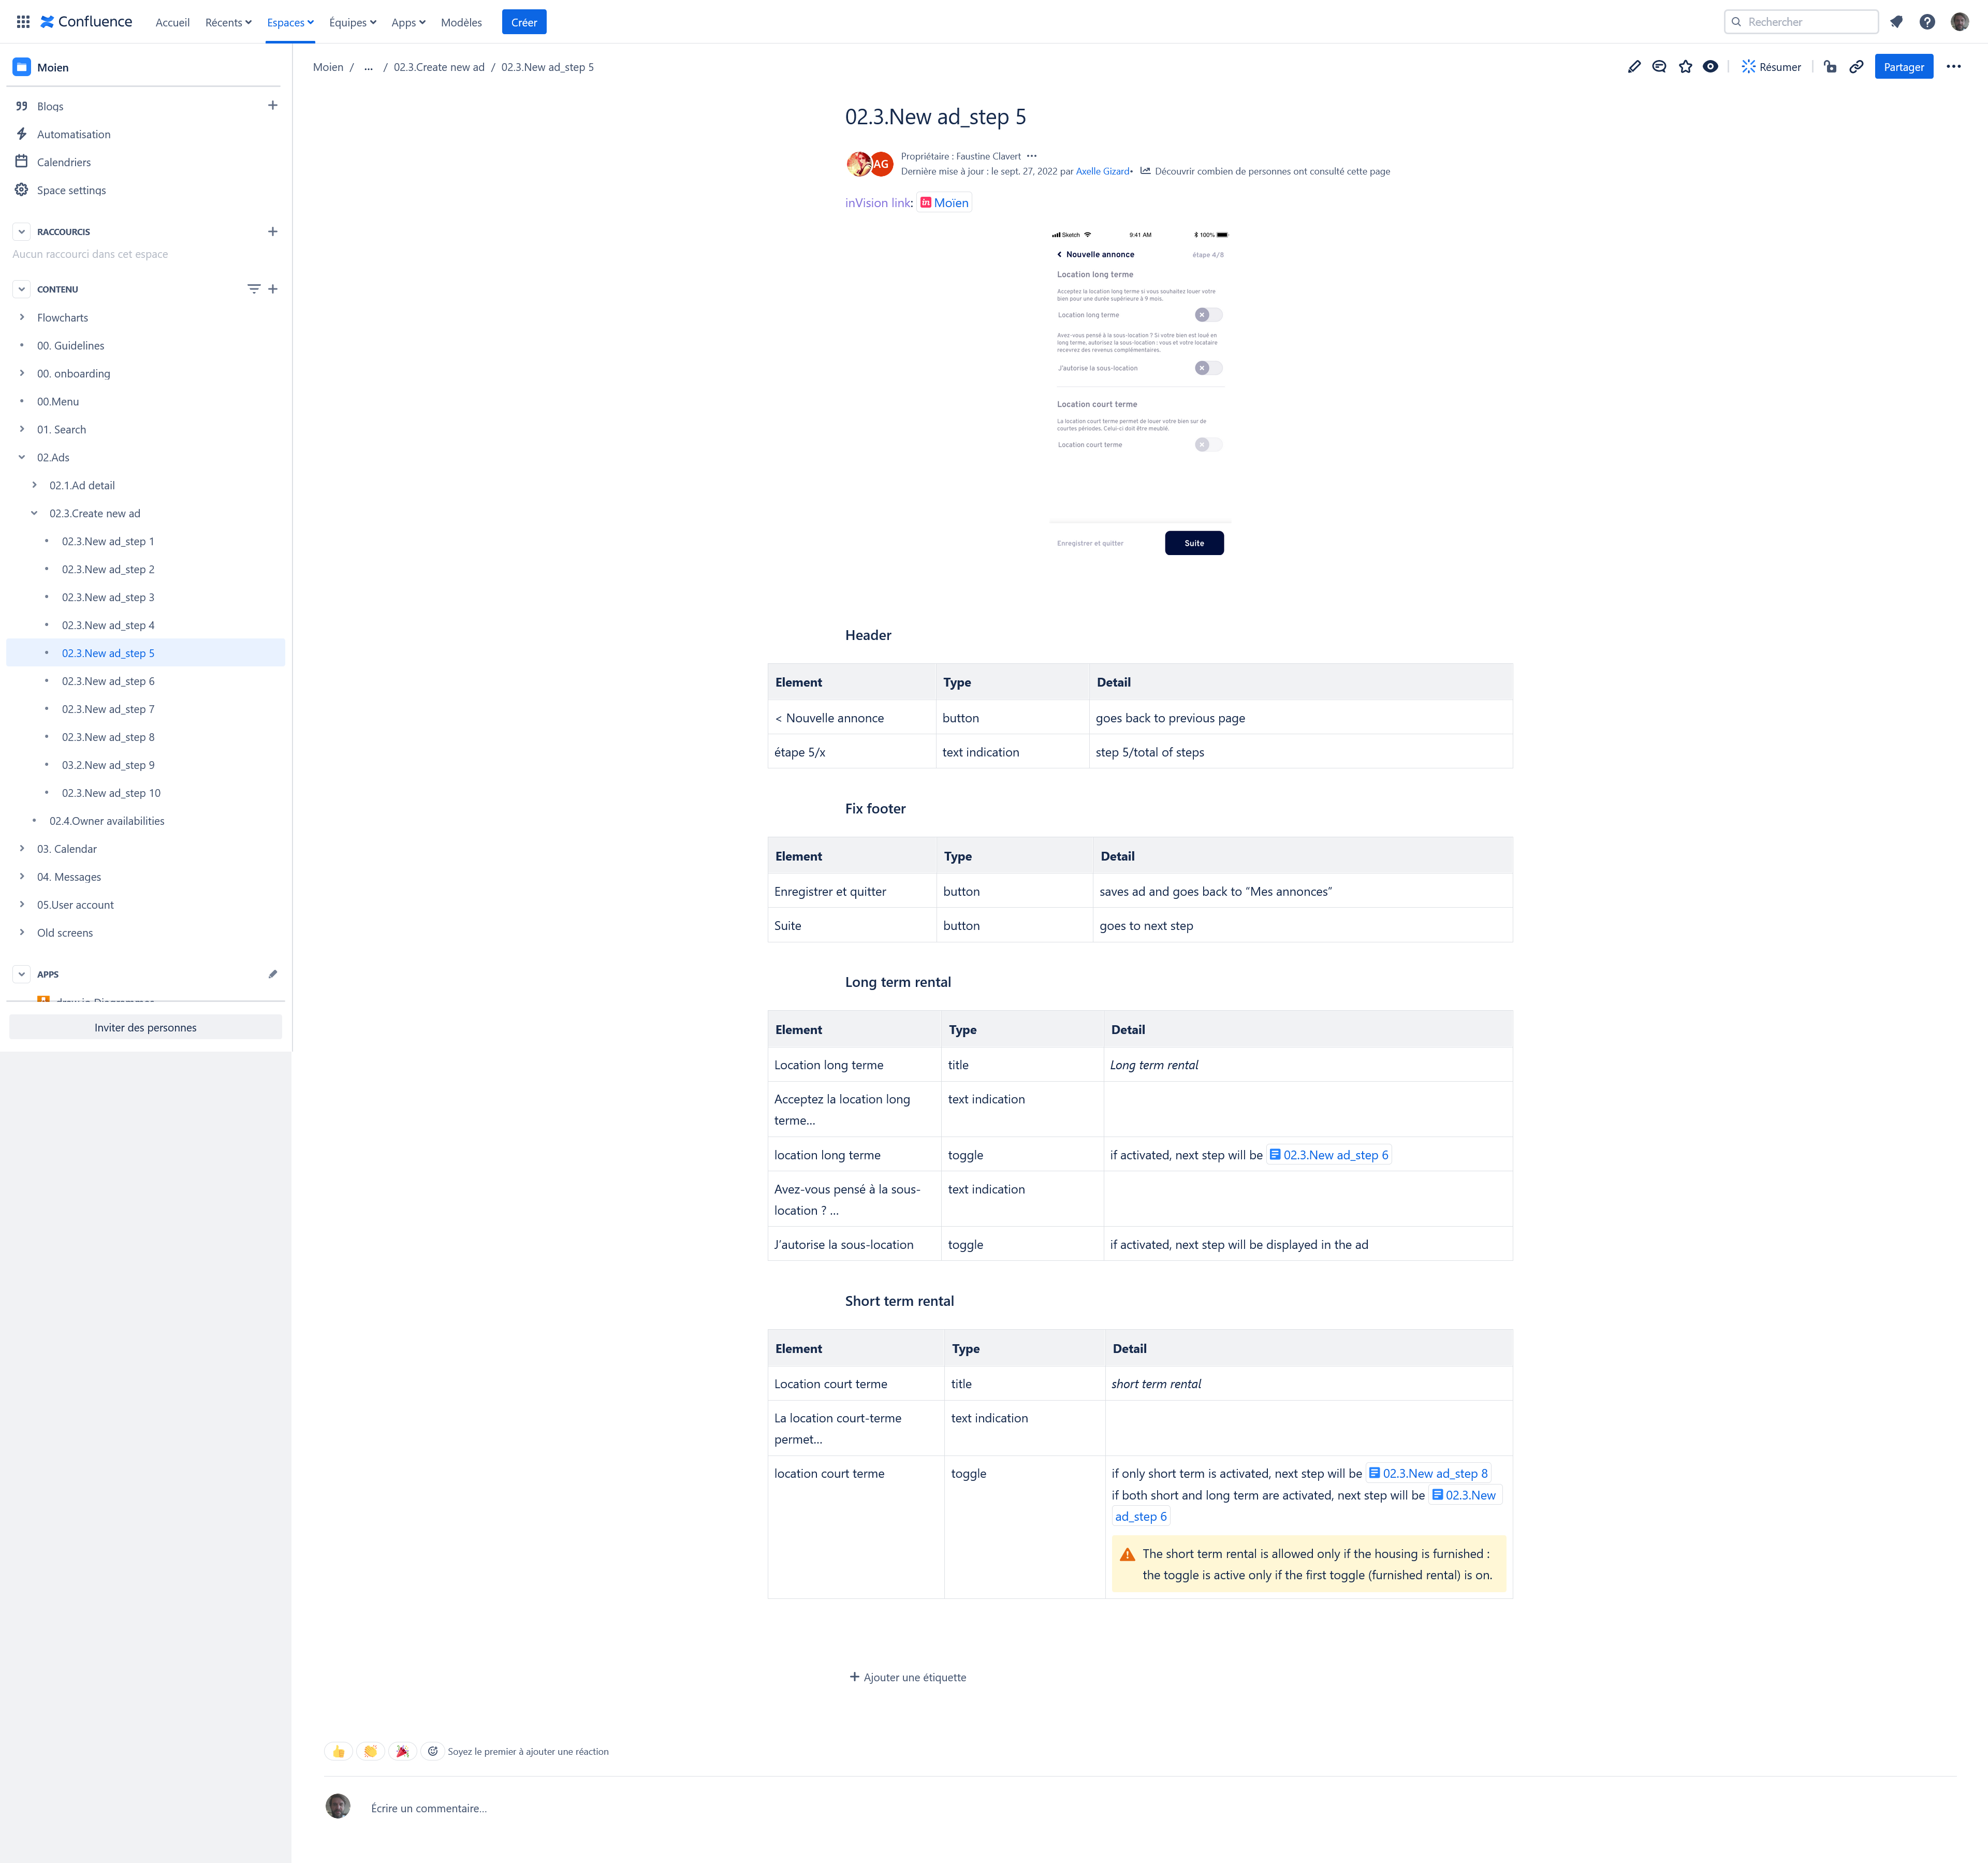 Confluence
Accueil
Récents
Espaces
Équipes
Apps
Modèles
Créer
Rechercher
Moien
Blogs
Automatisation
Calendriers
Space settings
RACCOURCIS
Aucun raccourci dans cet espace
CONTENU
Flowcharts
00. Guidelines
00. onboarding
00.Menu
01. Search
02.Ads
02.1.Ad detail
02.3.Create new ad
02.3.New ad_step 1
02.3.New ad_step 2
02.3.New ad_step 3
02.3.New ad_step 4
02.3.New ad_step 5
02.3.New ad_step 6
02.3.New ad_step 7
02.3.New ad_step 8
03.2.New ad_step 9
02.3.New ad_step 10
02.4.Owner availabilities
03. Calendar
04. Messages
05.User account
Old screens
APPS
Inviter des personnes
Moien / ... / 02.3.Create new ad / 02.3.New ad_step 5
Résumer
Partager
02.3.New ad_step 5
AG
Propriétaire : Faustine Clavert
Dernière mise à jour : le sept. 27, 2022 par Axelle Gizard• Découvrir combien de personnes ont consulté cette page
inVision link: in Moïen
Sketch 9:41 AM 100%
Nouvelle annonce étape 4/8
Location long terme
Acceptez la location long terme si vous souhaitez louer votre
bien pour une durée supérieure à 9 mois.
Location long terme
Avez-vous pensé à la sous-location ? Si votre bien est loué en
long terme, autorisez la sous-location : vous et votre locataire
recevrez des revenus complémentaires.
J'autorise la sous-location
Location court terme
La location court terme permet de louer votre bien sur de
courtes périodes. Celui-ci doit être meublé.
Location court terme
Enregistrer et quitter Suite
Header
Element Type Detail
< Nouvelle annonce button goes back to previous page
étape 5/x text indication step 5/total of steps
Fix footer
Element Type Detail
Enregistrer et quitter button saves ad and goes back to “Mes annonces”
Suite button goes to next step
Long term rental
Element Type Detail
Location long terme title Long term rental
Acceptez la location long text indication
terme…
location long terme toggle if activated, next step will be 02.3.New ad_step 6
Avez-vous pensé à la sous- text indication
location ? …
J’autorise la sous-location toggle if activated, next step will be displayed in the ad
Short term rental
Element Type Detail
Location court terme title short term rental
La location court-terme text indication
permet…
location court terme toggle if only short term is activated, next step will be 02.3.New ad_step 8
if both short and long term are activated, next step will be 02.3.New
ad_step 6
The short term rental is allowed only if the housing is furnished :
the toggle is active only if the first toggle (furnished rental) is on.
Ajouter une étiquette
Soyez le premier à ajouter une réaction
Écrire un commentaire…